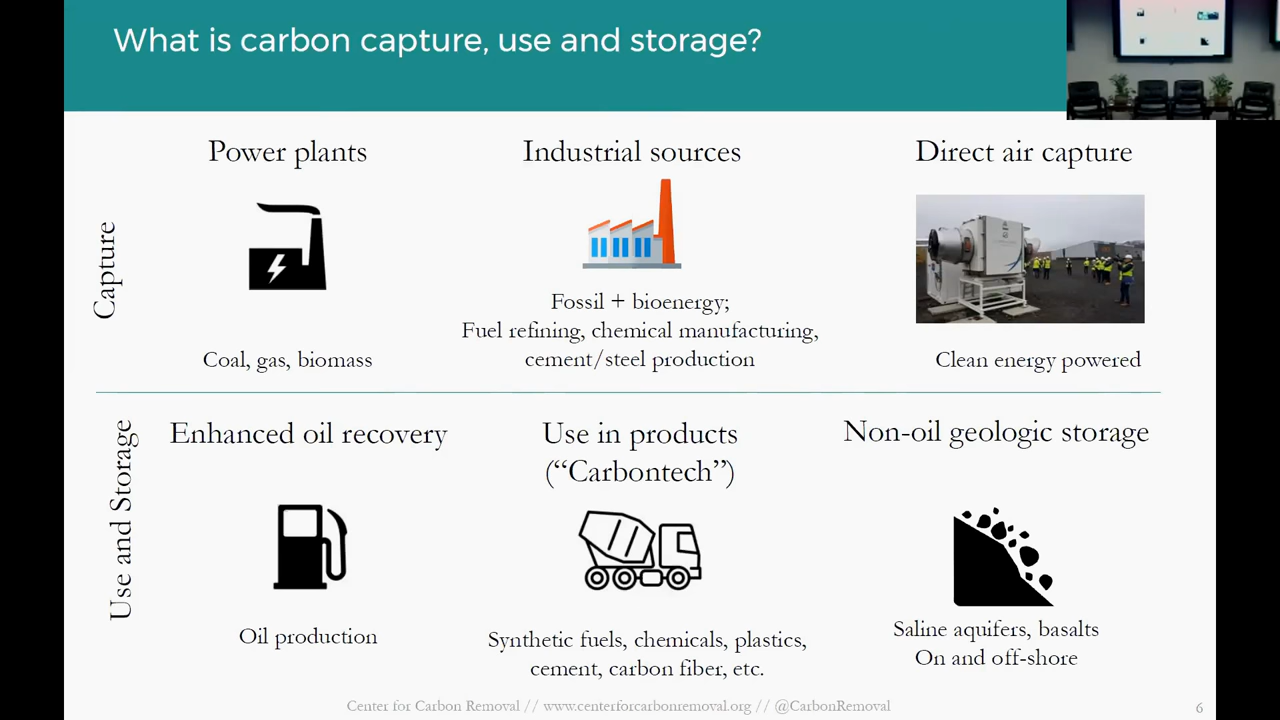 What is carbon capture, use and storage?
Capture
Power plants
Coal, gas, biomass
Industrial sources
Fossil + bioenergy;
Fuel refining, chemical manufacturing,
cement/steel production
Direct air capture
Clean energy powered
Use and Storage
Enhanced oil recovery
Oil production
Use in products
(“Carbontech”)
Synthetic fuels, chemicals, plastics,
cement, carbon fiber, etc.
Non-oil geologic storage
Saline aquifers, basalts
On and off-shore
Center for Carbon Removal // www.centerforcarbonremoval.org // @CarbonRemoval
6